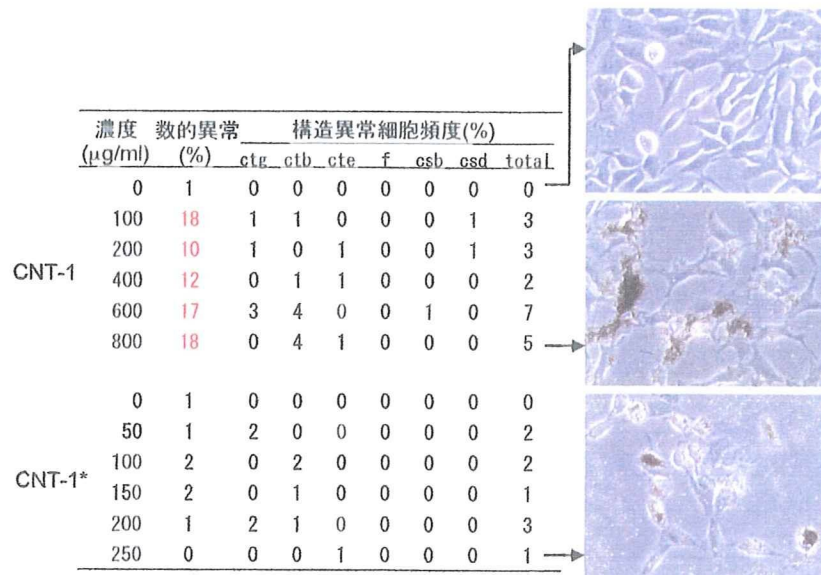 濃度 数的異常 構造異常細胞頻度(%)
(μg/ml) (%) ctg ctb cte f csb csd total
0 1 0 0 0 0 0 0 0
100 18 1 1 0 0 0 1 3
200 10 1 0 1 0 0 1 3
CNT-1 400 12 0 1 1 0 0 0 2
600 17 3 4 0 0 1 0 7
800 18 0 4 1 0 0 0 5
0 1 0 0 0 0 0 0 0
50 1 2 0 0 0 0 0 2
100 2 0 2 0 0 0 0 2
CNT-1* 150 2 0 1 0 0 0 0 1
200 1 2 1 0 0 0 0 3
250 0 0 0 1 0 0 0 1